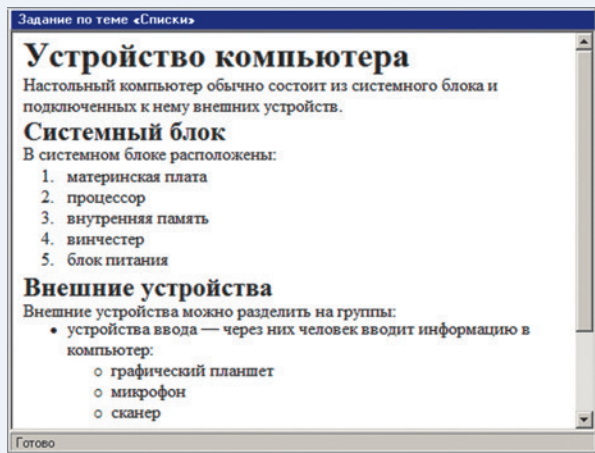 Задание по теме «Списки»
Устройство компьютера
Настольный компьютер обычно состоит из системного блока и
подключенных к нему внешних устройств.
Системный блок
В системном блоке расположены:
1. материнская плата
2. процессор
3. внутренняя память
4. винчестер
5. блок питания
Внешние устройства
Внешние устройства можно разделить на группы:
• устройства ввода — через них человек вводит информацию в
компьютер:
○ графический планшет
○ микрофон
○ сканер
Готово